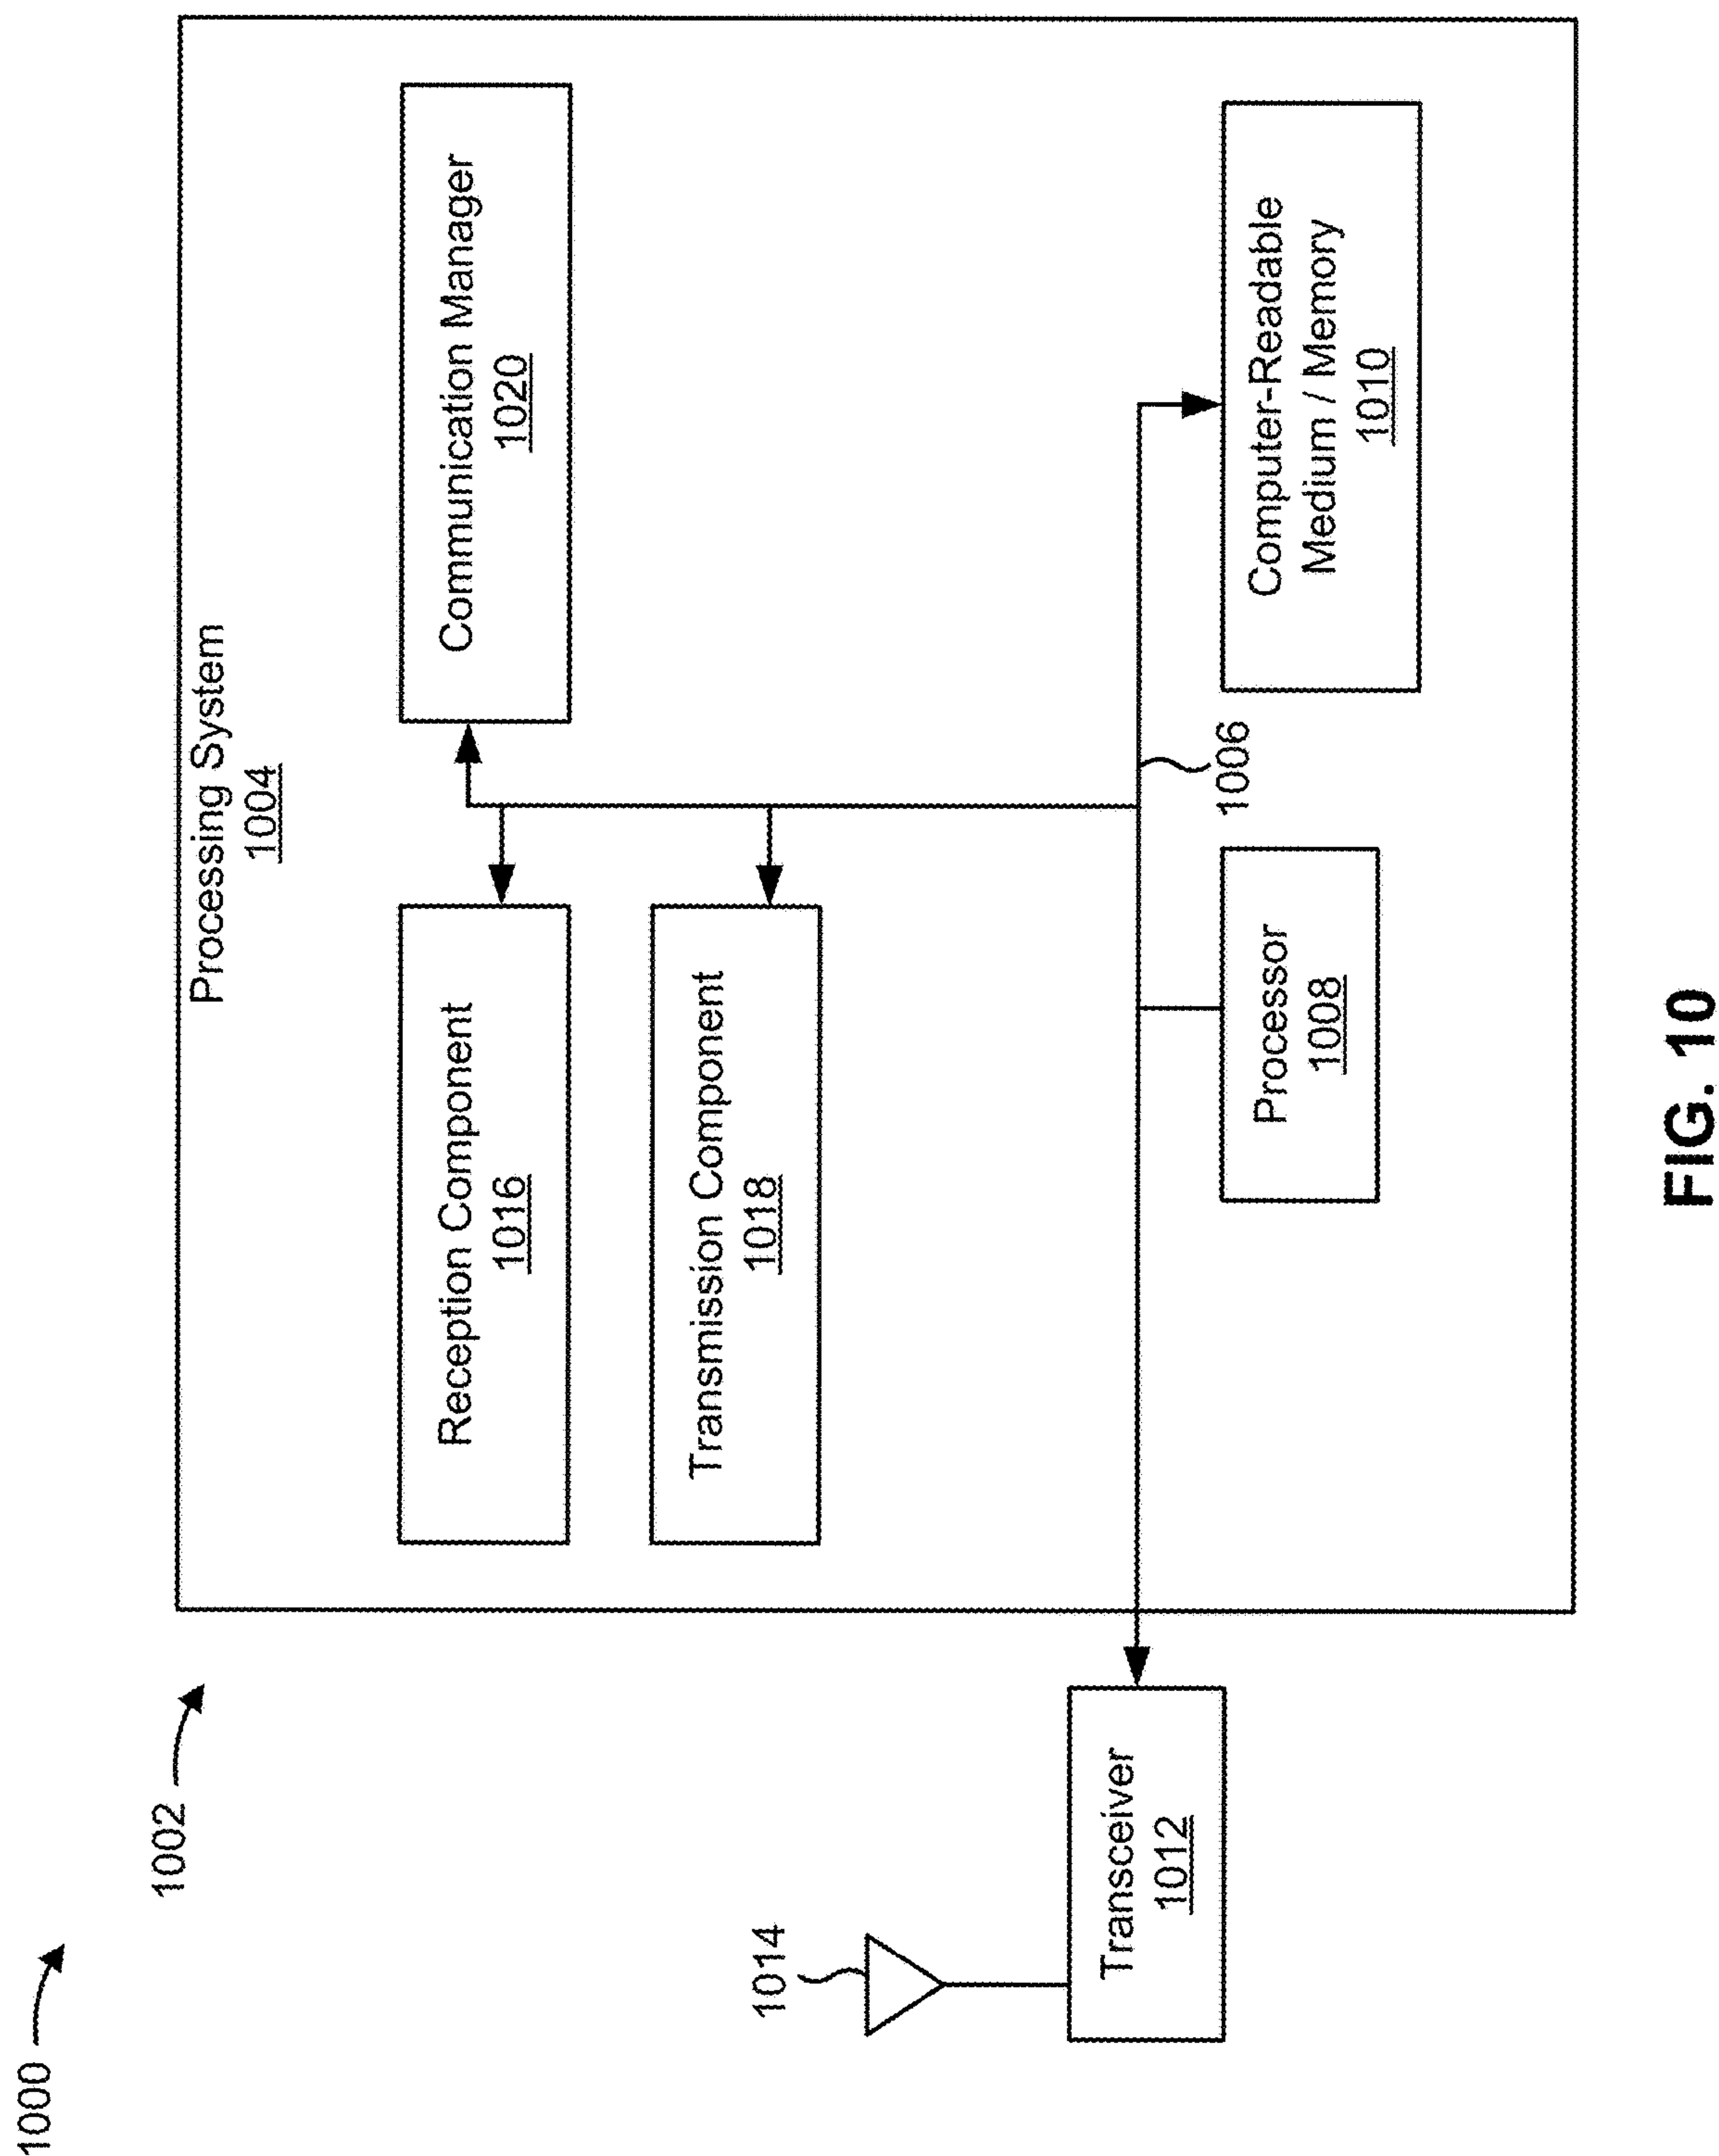 1000
1002
Processing System
1004
Reception Component
1016
Communication Manager
1020
Transmission Component
1018
1014
1006
Transceiver
1012
Processor
1008
Computer-Readable
Medium / Memory
1010
FIG. 10